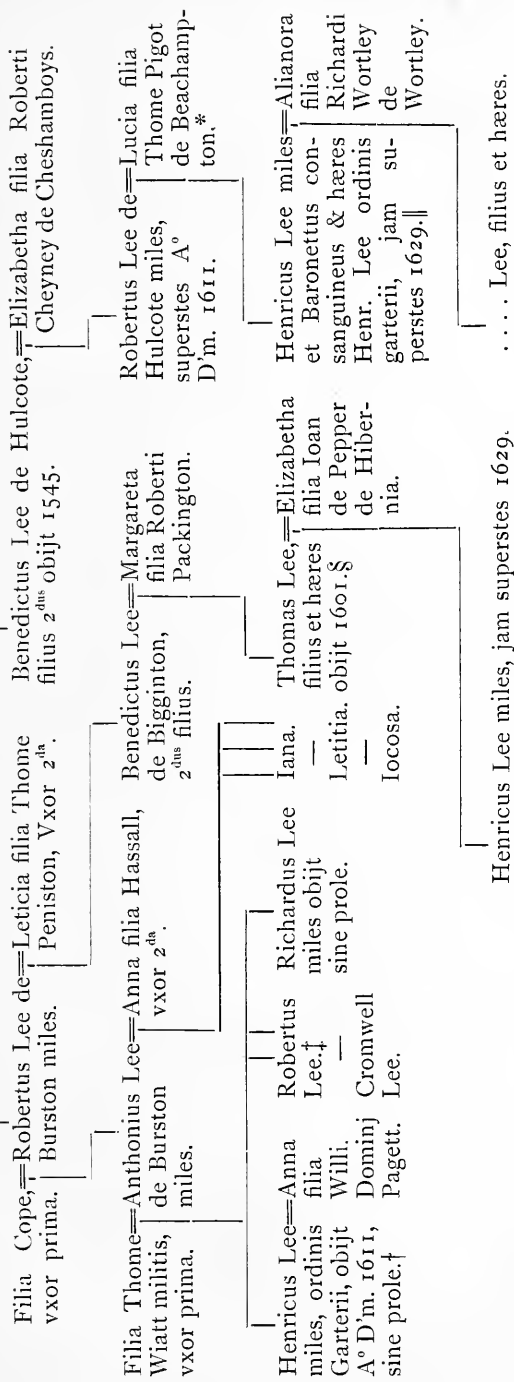 Filia Cope,=Robertus Lee de=Leticia filia Thome
vxor prima. Burston miles. Peniston, Vxor 2da.
Benedictus Lee de Hulcote,=Elizabetha filia Roberti
filius 2dus obijt 1545. Cheyney de Cheshamboys.
Filia Thome=Anthonius Lee=Anna filia Hassall,
Wiatt militis, de Burston vxor 2da.
vxor prima. miles.
Benedictus Lee=Margareta
de Bigginton, filia Roberti
2dus filius. Packington.
Robertus Lee de=Lucia filia
Hulcote miles, Thome Pigot
superstes Ao de Beachamp-
D'm. 1611. ton.*
Henricus Lee=Anna
miles, ordinis filia
Garterii, obijt Willi.
Ao D'm. 1611, Dominj
sine prole.† Pagett.
Robertus
Lee.‡
—
Cromwell
Lee.
Richardus Lee
miles obijt
sine prole.
Iana.
—
Letitia.
—
Iocosa.
Thomas Lee,=Elizabetha
filius et hæres filia Ioan
obijt 1601.§ de Pepper
de Hiber-
nia.
Henricus Lee miles=Alianora
et Baronettus con- filia
sanguineus & hæres Richardi
Henr. Lee ordinis Wortley
garterii, jam su- de
perstes 1629.‖ Wortley.
Henricus Lee miles, jam superstes 1629.
.... Lee, filius et hæres.